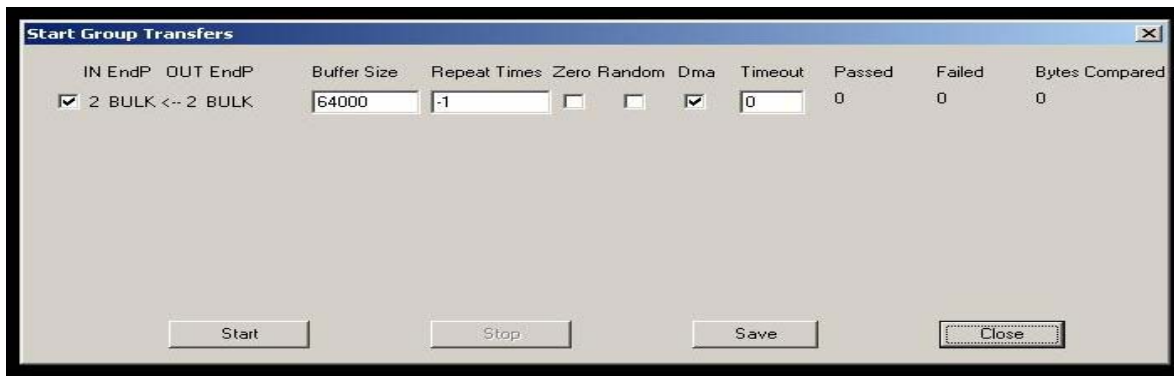 Start Group Transfers
IN EndP OUT EndP Buffer Size Repeat Times Zero Random Dma Timeout Passed Failed Bytes Compared
2 BULK <-- 2 BULK 64000 -1 0 0 0 0
Start Stop Save Close